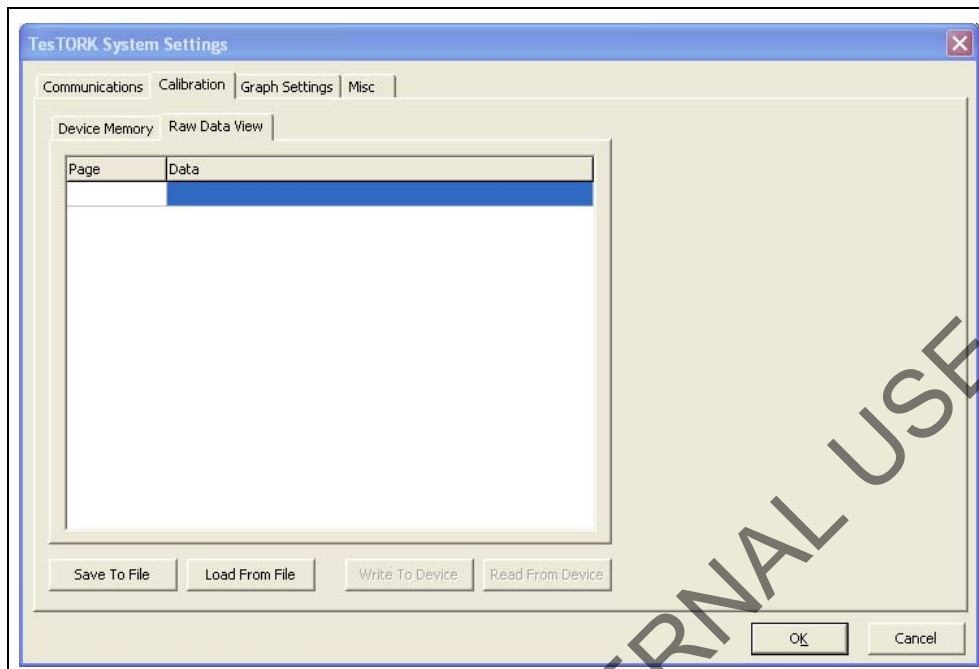 TesTORK System Settings
Communications Calibration Graph Settings Misc
Device Memory Raw Data View
Page Data
Save To File Load From File Write To Device Read From Device
OK Cancel
ERNAL USE